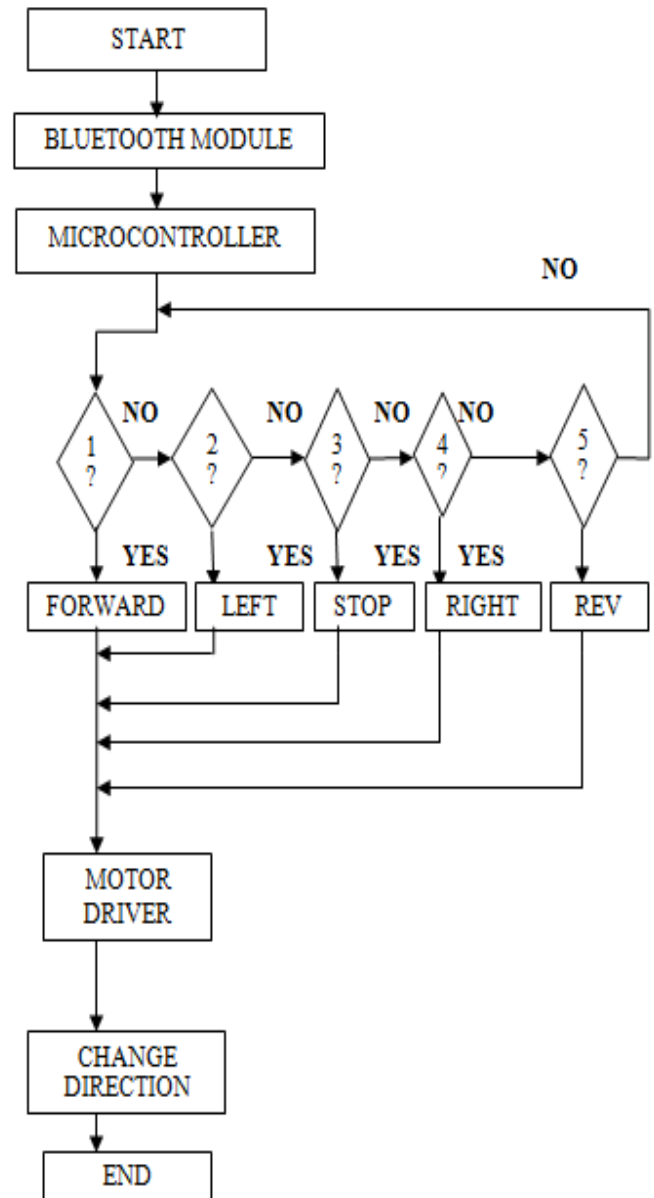 START
BLUETOOTH MODULE
MICROCONTROLLER
NO
NO NO NO NO
1 2 3 4 5
? ? ? ? ?
YES YES YES YES
FORWARD LEFT STOP RIGHT REV
MOTOR
DRIVER
CHANGE
DIRECTION
END